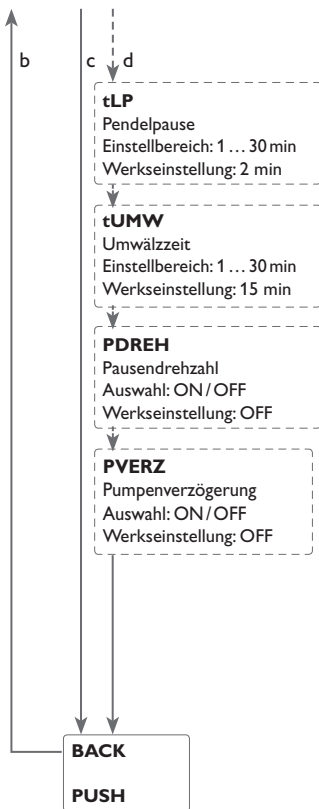 b c d
tLP
Pendelpause
Einstellbereich: 1 … 30 min
Werkseinstellung: 2 min
tUMW
Umwälzzeit
Einstellbereich: 1 … 30 min
Werkseinstellung: 15 min
PDREH
Pausendrehzahl
Auswahl: ON / OFF
Werkseinstellung: OFF
PVERZ
Pumpenverzögerung
Auswahl: ON / OFF
Werkseinstellung: OFF
BACK
PUSH